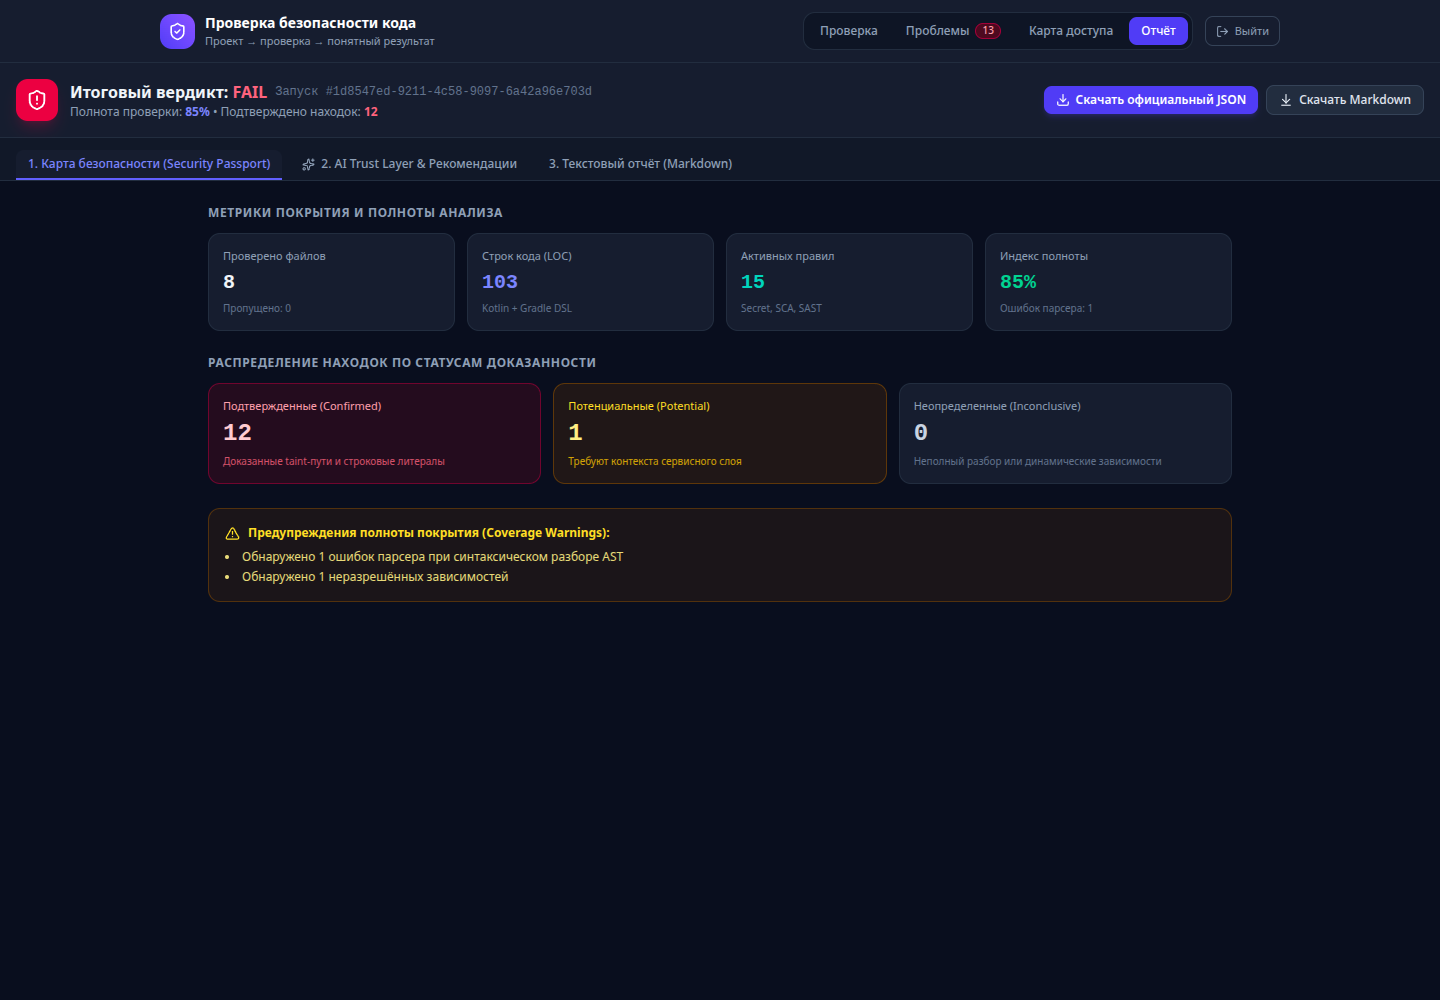 Проверка безопасности кода
Проект → проверка → понятный результат
Проверка
Проблемы 13
Карта доступа
Отчёт
Выйти
Итоговый вердикт: FAIL Запуск #1d8547ed-9211-4c58-9097-6a42a96e703d
Полнота проверки: 85% • Подтверждено находок: 12
Скачать официальный JSON
Скачать Markdown
1. Карта безопасности (Security Passport)
2. AI Trust Layer & Рекомендации
3. Текстовый отчёт (Markdown)
МЕТРИКИ ПОКРЫТИЯ И ПОЛНОТЫ АНАЛИЗА
Проверено файлов
8
Пропущено: 0
Строк кода (LOC)
103
Kotlin + Gradle DSL
Активных правил
15
Secret, SCA, SAST
Индекс полноты
85%
Ошибок парсера: 1
РАСПРЕДЕЛЕНИЕ НАХОДОК ПО СТАТУСАМ ДОКАЗАННОСТИ
Подтвержденные (Confirmed)
12
Доказанные taint-пути и строковые литералы
Потенциальные (Potential)
1
Требуют контекста сервисного слоя
Неопределенные (Inconclusive)
0
Неполный разбор или динамические зависимости
Предупреждения полноты покрытия (Coverage Warnings):
• Обнаружено 1 ошибок парсера при синтаксическом разборе AST
• Обнаружено 1 неразрешённых зависимостей